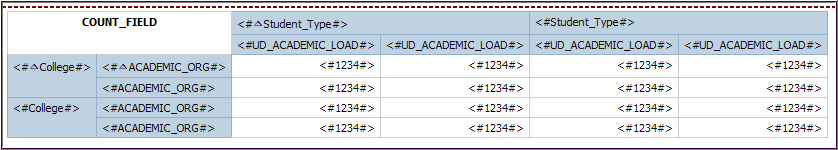 COUNT_FIELD <#△Student_Type#> <#Student_Type#>
<#UD_ACADEMIC_LOAD#> <#UD_ACADEMIC_LOAD#> <#UD_ACADEMIC_LOAD#> <#UD_ACADEMIC_LOAD#>
<#△College#> <#△ACADEMIC_ORG#> <#1234#> <#1234#> <#1234#> <#1234#>
<#ACADEMIC_ORG#> <#1234#> <#1234#> <#1234#> <#1234#>
<#College#> <#ACADEMIC_ORG#> <#1234#> <#1234#> <#1234#> <#1234#>
<#ACADEMIC_ORG#> <#1234#> <#1234#> <#1234#> <#1234#>